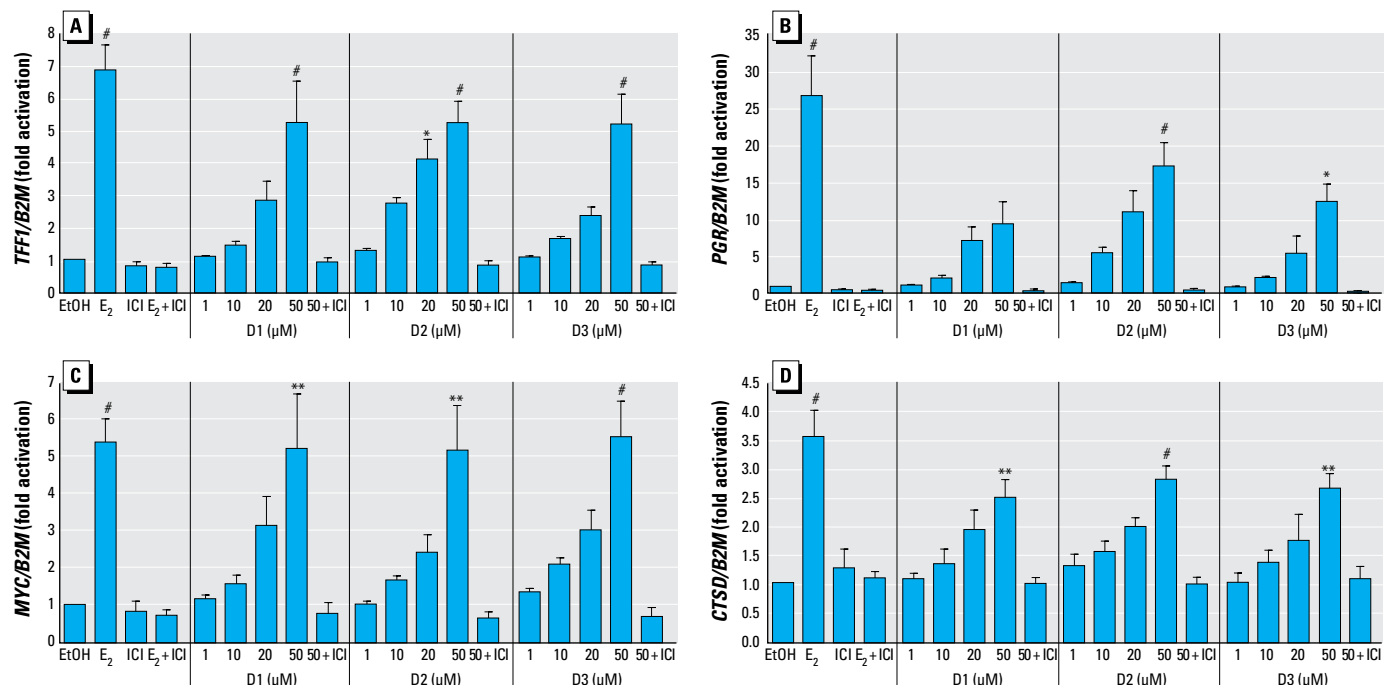 A
TFF1/B2M (fold activation)
8
7
6
5
4
3
2
1
0
# # * # #
EtOH E2 ICI E2 + ICI 1 10 20 50 50 + ICI 1 10 20 50 50 + ICI 1 10 20 50 50 + ICI
D1 (µM) D2 (µM) D3 (µM)
B
PGR/B2M (fold activation)
35
30
25
20
15
10
5
0
# # *
EtOH E2 ICI E2 + ICI 1 10 20 50 50 + ICI 1 10 20 50 50 + ICI 1 10 20 50 50 + ICI
D1 (µM) D2 (µM) D3 (µM)
C
MYC/B2M (fold activation)
7
6
5
4
3
2
1
0
# ** ** #
EtOH E2 ICI E2 + ICI 1 10 20 50 50 + ICI 1 10 20 50 50 + ICI 1 10 20 50 50 + ICI
D1 (µM) D2 (µM) D3 (µM)
D
CTSD/B2M (fold activation)
4.5
4.0
3.5
3.0
2.5
2.0
1.5
1.0
0.5
0.0
# ** # **
EtOH E2 ICI E2 + ICI 1 10 20 50 50 + ICI 1 10 20 50 50 + ICI 1 10 20 50 50 + ICI
D1 (µM) D2 (µM) D3 (µM)